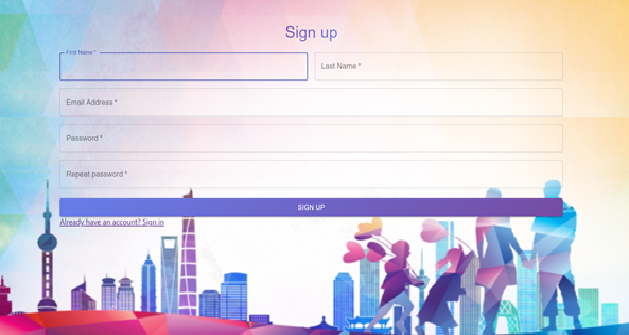 Sign up
First Name *
Last Name *
Email Address *
Password *
Repeat password *
SIGN UP
Already have an account? Sign in